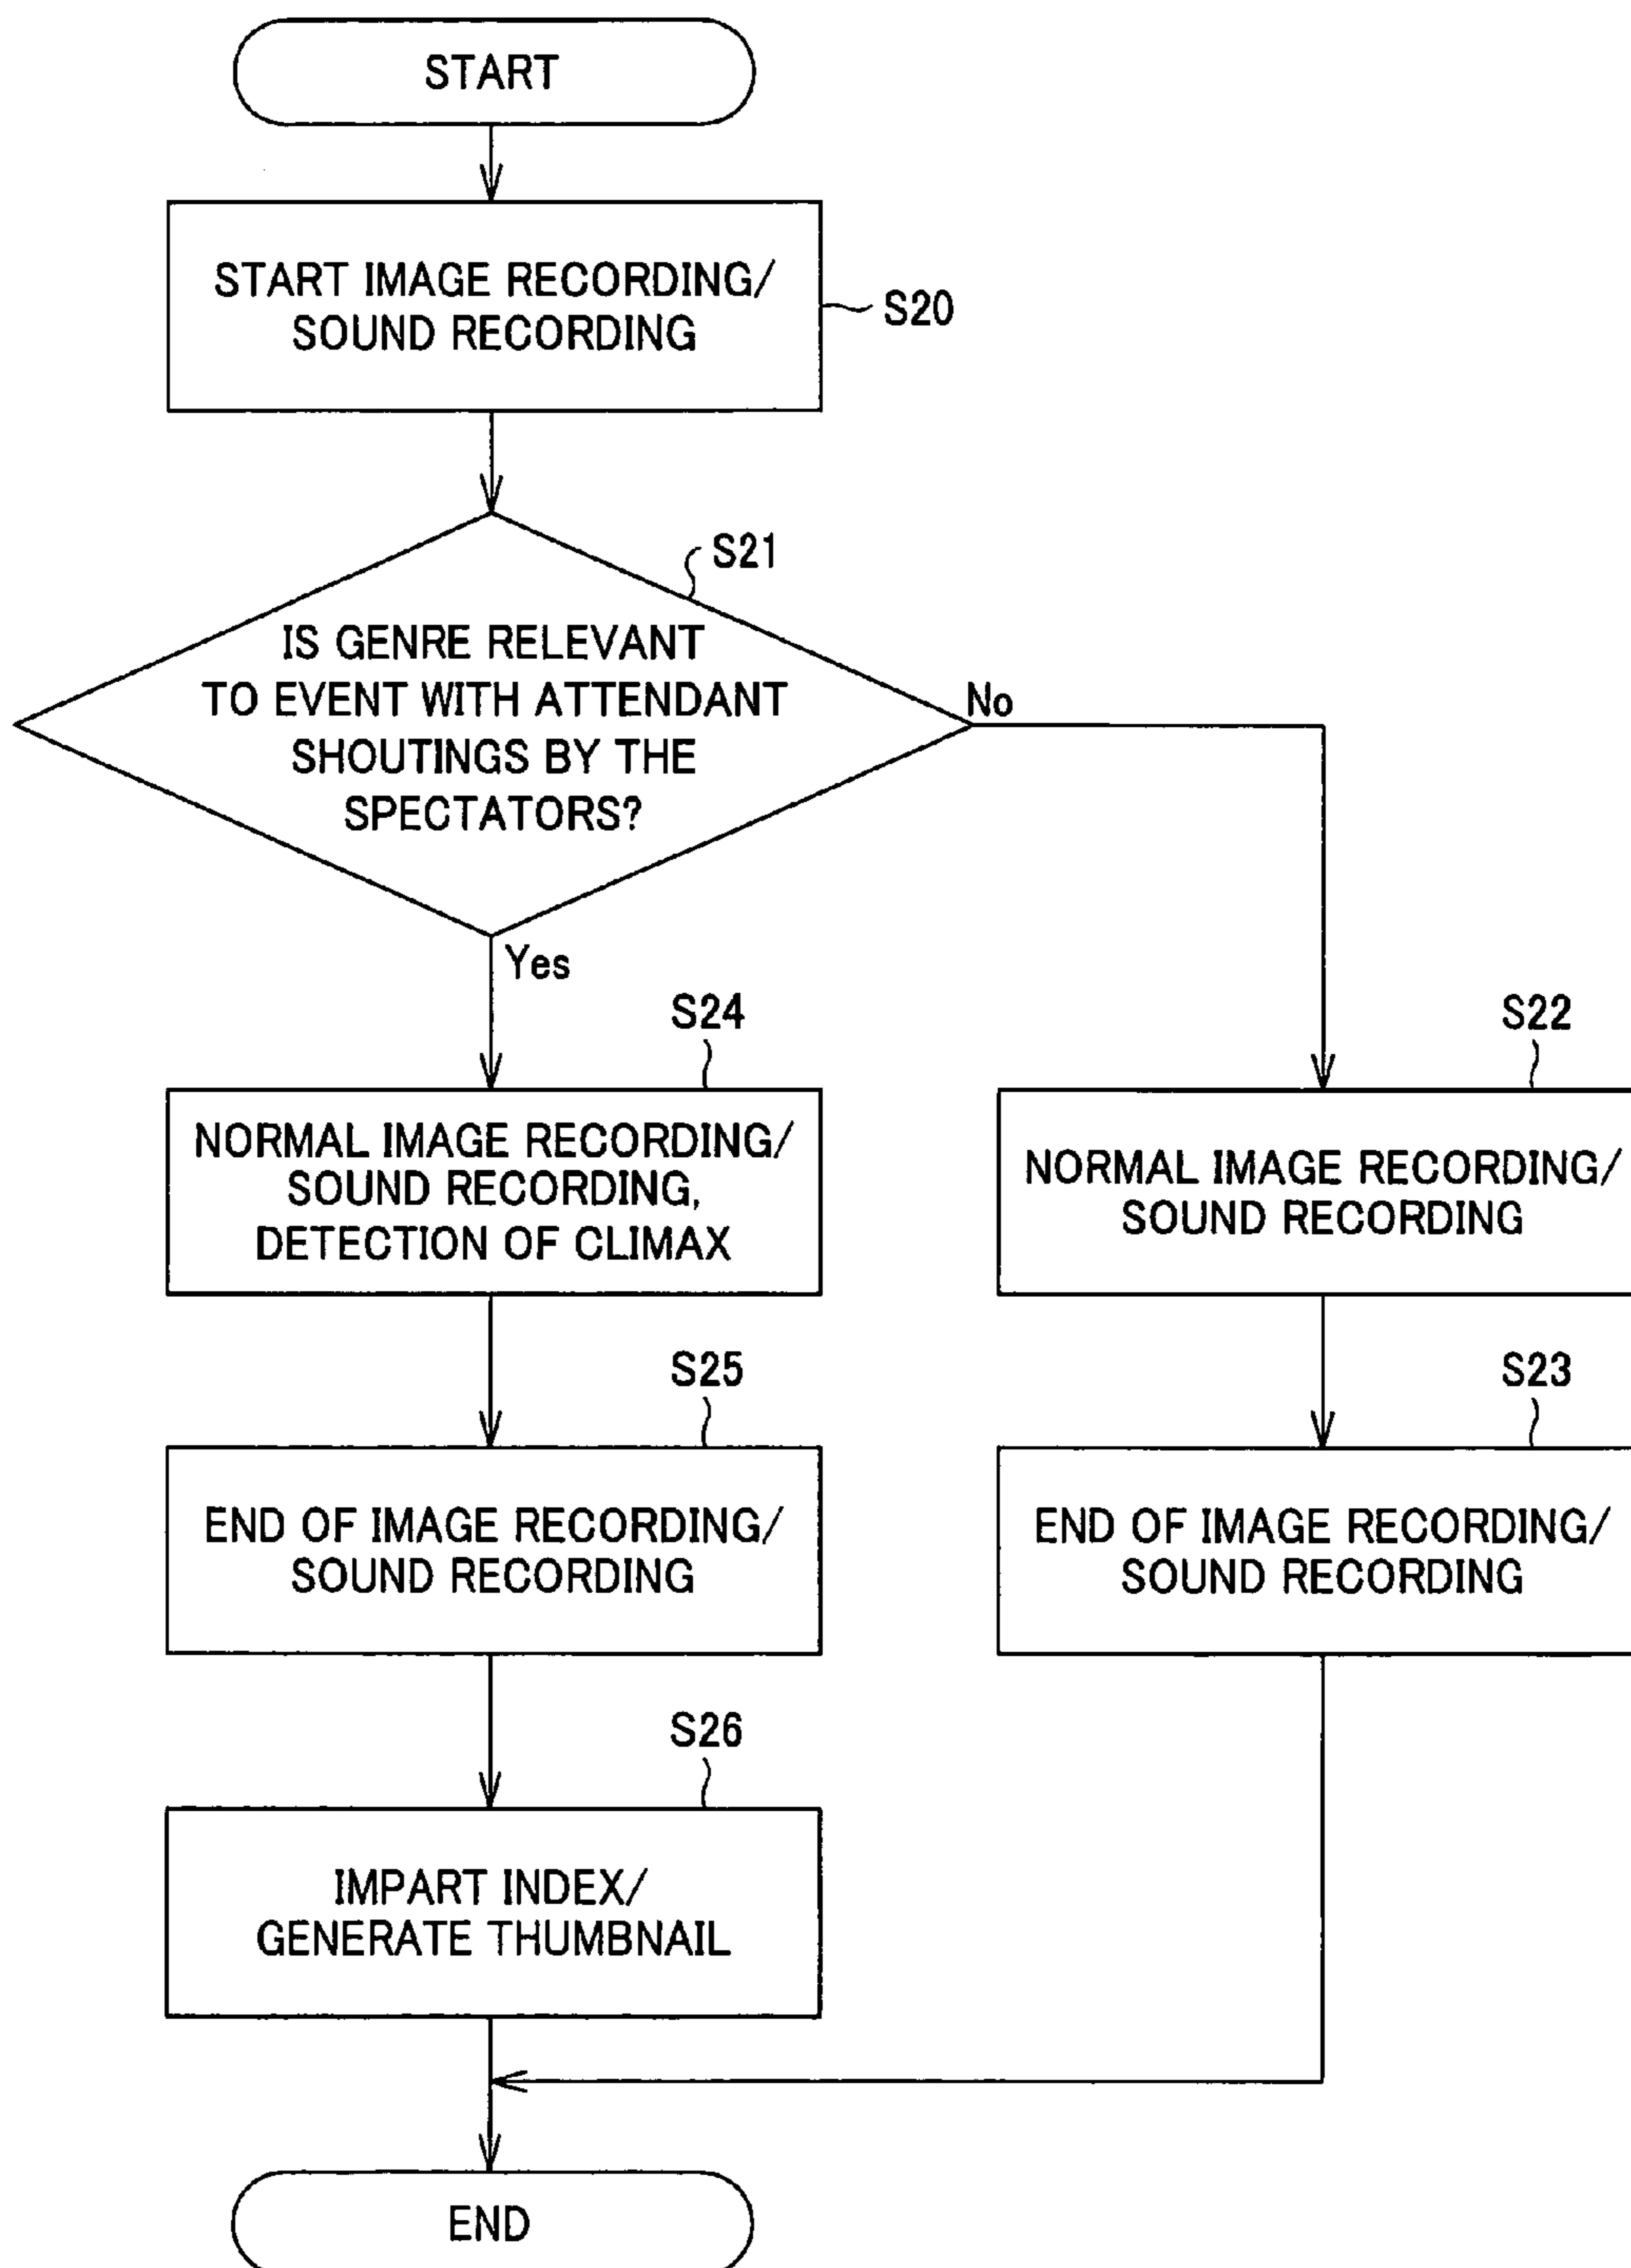 START
START IMAGE RECORDING/
SOUND RECORDING
S20
S21
IS GENRE RELEVANT
TO EVENT WITH ATTENDANT
SHOUTINGS BY THE
SPECTATORS?
No
Yes
S24
NORMAL IMAGE RECORDING/
SOUND RECORDING,
DETECTION OF CLIMAX
S22
NORMAL IMAGE RECORDING/
SOUND RECORDING
S25
END OF IMAGE RECORDING/
SOUND RECORDING
S23
END OF IMAGE RECORDING/
SOUND RECORDING
S26
IMPART INDEX/
GENERATE THUMBNAIL
END